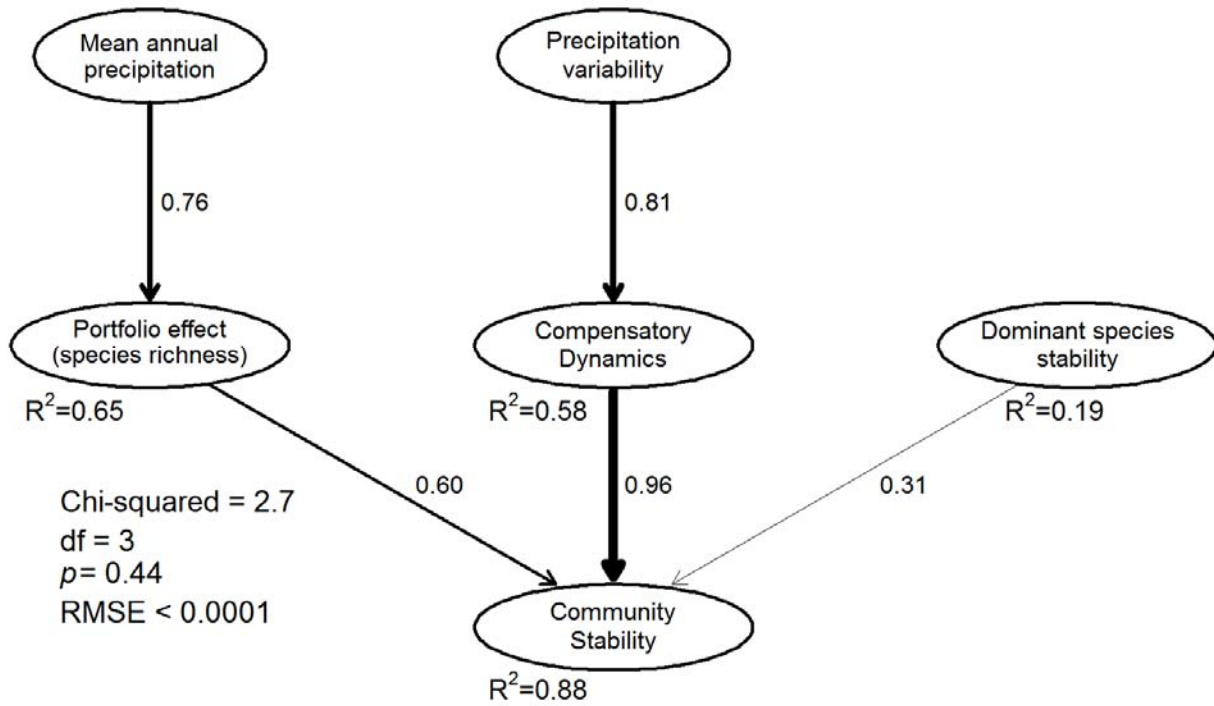 Mean annual
precipitation
Precipitation
variability
0.76
0.81
Portfolio effect
(species richness)
Compensatory
Dynamics
Dominant species
stability
R²=0.65
R²=0.58
R²=0.19
0.60
0.96
0.31
Chi-squared = 2.7
df = 3
p= 0.44
RMSE < 0.0001
Community
Stability
R²=0.88